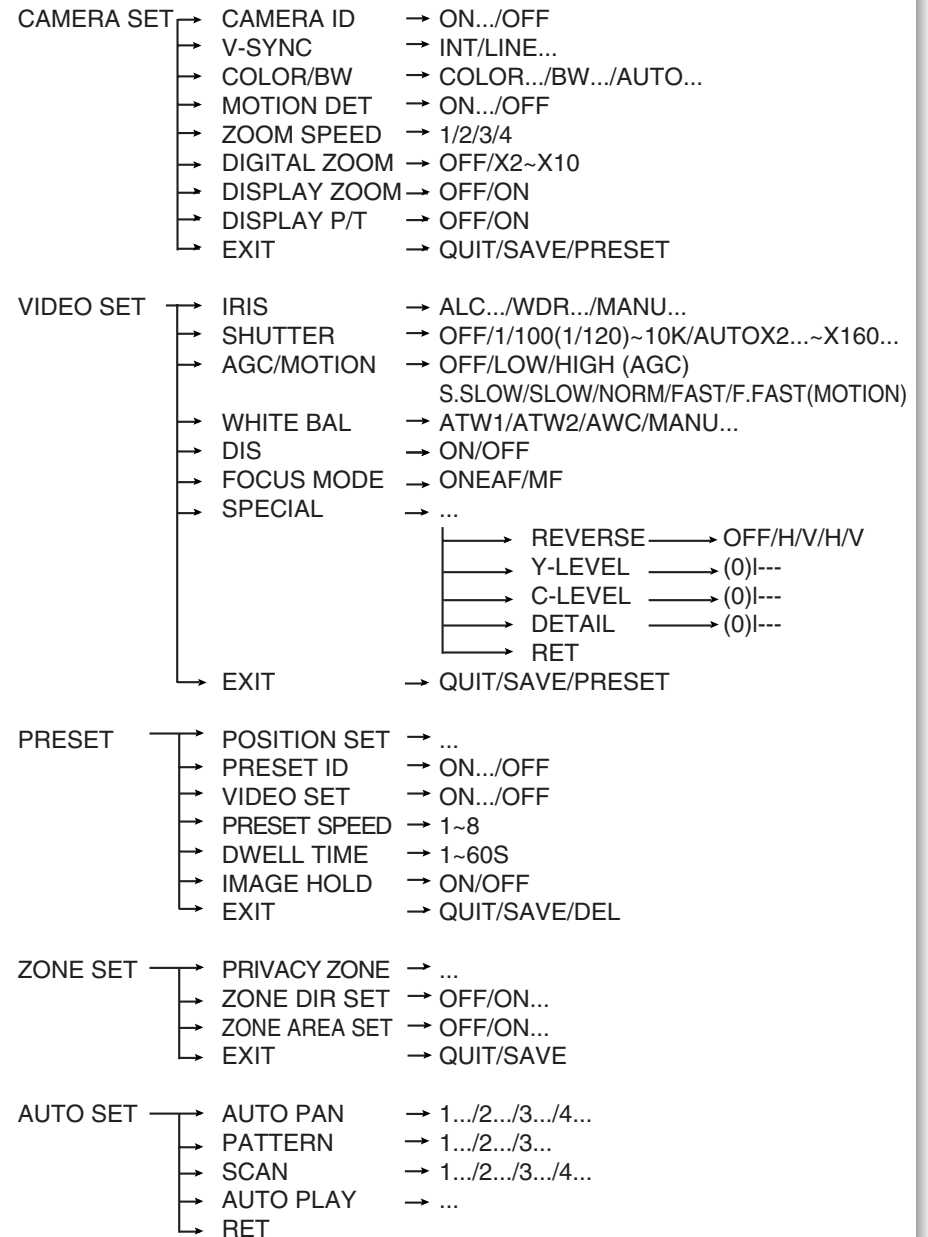 CAMERA SET → CAMERA ID → ON.../OFF
→ V-SYNC → INT/LINE...
→ COLOR/BW → COLOR.../BW.../AUTO...
→ MOTION DET → ON.../OFF
→ ZOOM SPEED → 1/2/3/4
→ DIGITAL ZOOM → OFF/X2~X10
→ DISPLAY ZOOM → OFF/ON
→ DISPLAY P/T → OFF/ON
→ EXIT → QUIT/SAVE/PRESET
VIDEO SET → IRIS → ALC.../WDR.../MANU...
→ SHUTTER → OFF/1/100(1/120)~10K/AUTOX2...~X160...
→ AGC/MOTION → OFF/LOW/HIGH (AGC)
S.SLOW/SLOW/NORM/FAST/F.FAST(MOTION)
→ WHITE BAL → ATW1/ATW2/AWC/MANU...
→ DIS → ON/OFF
→ FOCUS MODE → ONEAF/MF
→ SPECIAL → ...
→ REVERSE → OFF/H/V/H/V
→ Y-LEVEL → (0)I---
→ C-LEVEL → (0)I---
→ DETAIL → (0)I---
→ RET
→ EXIT → QUIT/SAVE/PRESET
PRESET → POSITION SET → ...
→ PRESET ID → ON.../OFF
→ VIDEO SET → ON.../OFF
→ PRESET SPEED → 1~8
→ DWELL TIME → 1~60S
→ IMAGE HOLD → ON/OFF
→ EXIT → QUIT/SAVE/DEL
ZONE SET → PRIVACY ZONE → ...
→ ZONE DIR SET → OFF/ON...
→ ZONE AREA SET → OFF/ON...
→ EXIT → QUIT/SAVE
AUTO SET → AUTO PAN → 1.../2.../3.../4...
→ PATTERN → 1.../2.../3...
→ SCAN → 1.../2.../3.../4...
→ AUTO PLAY → ...
→ RET